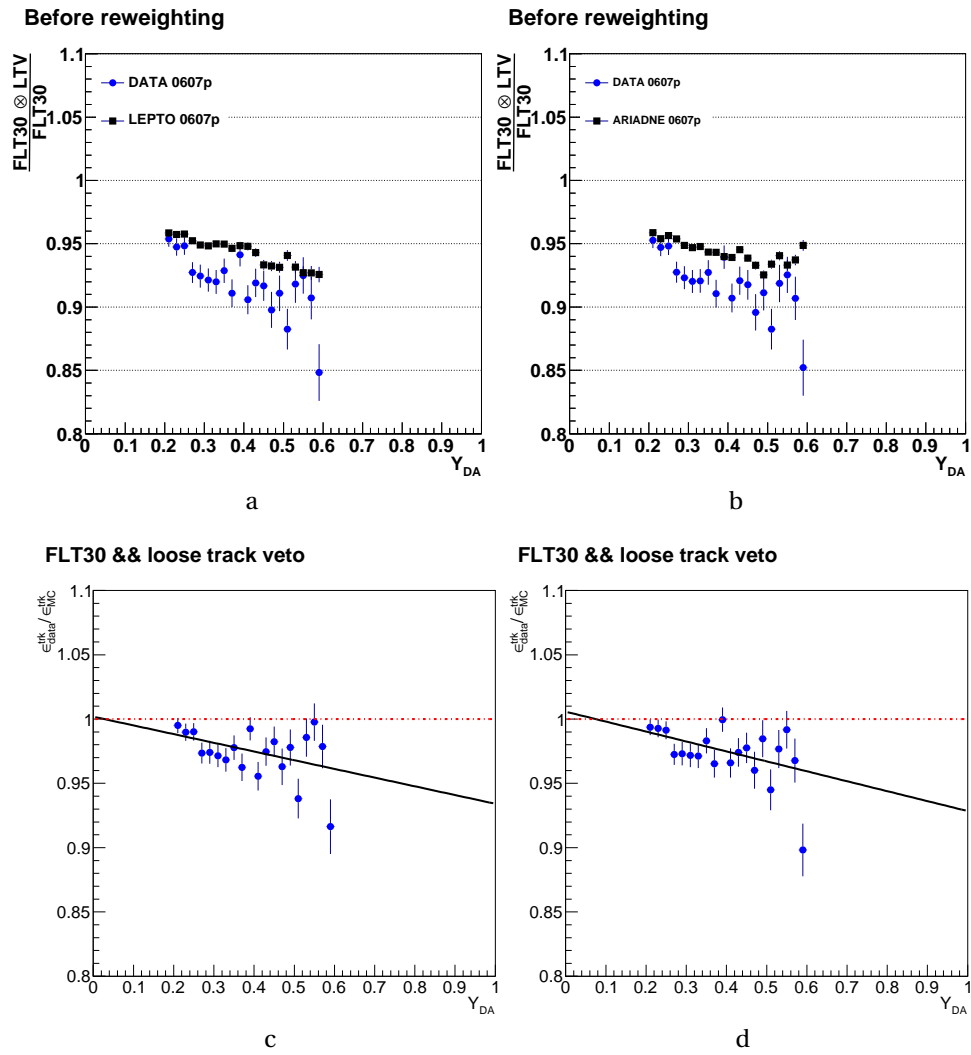 Before reweighting
FLT30 ⊗ LTV
FLT30
1.1
1.05
1
0.95
0.9
0.85
0.8
DATA 0607p
LEPTO 0607p
0 0.1 0.2 0.3 0.4 0.5 0.6 0.7 0.8 0.9 1
Y_DA
a
Before reweighting
FLT30 ⊗ LTV
FLT30
1.1
1.05
1
0.95
0.9
0.85
0.8
DATA 0607p
ARIADNE 0607p
0 0.1 0.2 0.3 0.4 0.5 0.6 0.7 0.8 0.9 1
Y_DA
b
FLT30 && loose track veto
ϵ^trk_data / ϵ^trk_MC
1.1
1.05
1
0.95
0.9
0.85
0.8
0 0.1 0.2 0.3 0.4 0.5 0.6 0.7 0.8 0.9 1
Y_DA
c
FLT30 && loose track veto
ϵ^trk_data / ϵ^trk_MC
1.1
1.05
1
0.95
0.9
0.85
0.8
0 0.1 0.2 0.3 0.4 0.5 0.6 0.7 0.8 0.9 1
Y_DA
d